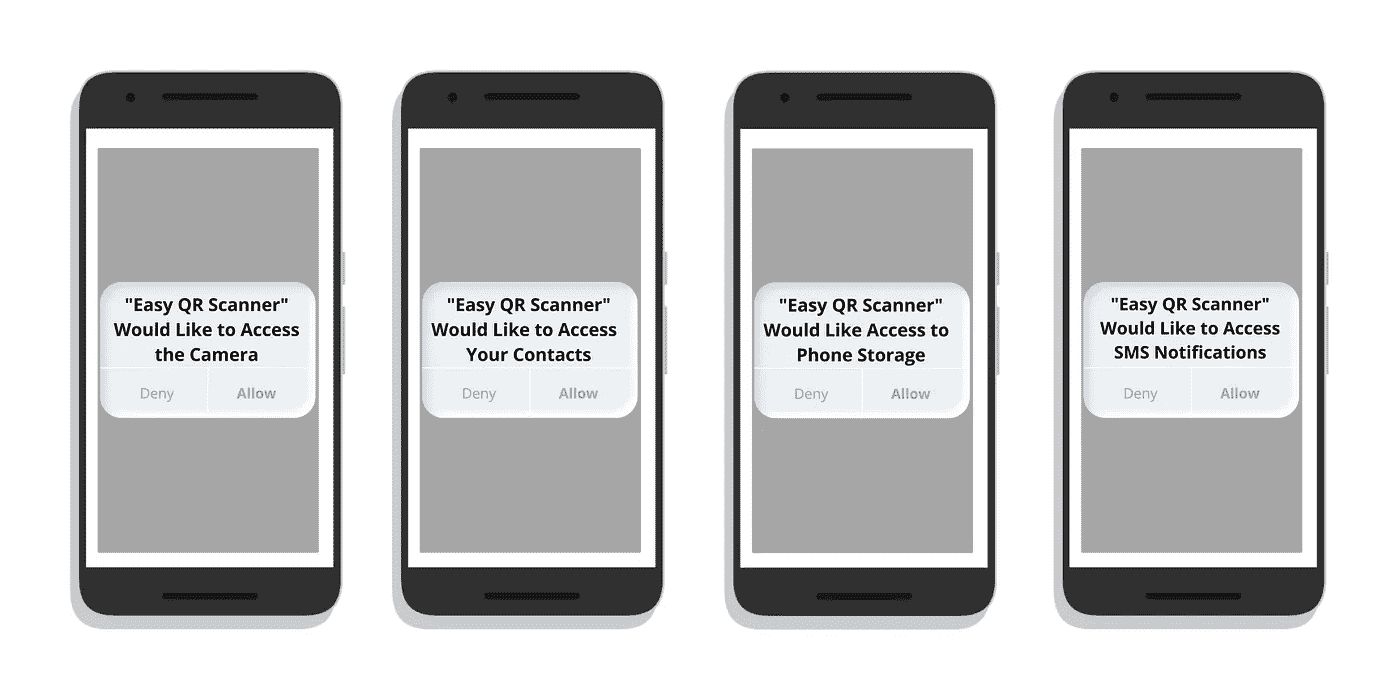 "Easy QR Scanner"
Would Like to Access
the Camera
Deny
Allow
"Easy QR Scanner"
Would Like to Access
Your Contacts
Deny
Allow
"Easy QR Scanner"
Would Like Access to
Phone Storage
Deny
Allow
"Easy QR Scanner"
Would Like to Access
SMS Notifications
Deny
Allow